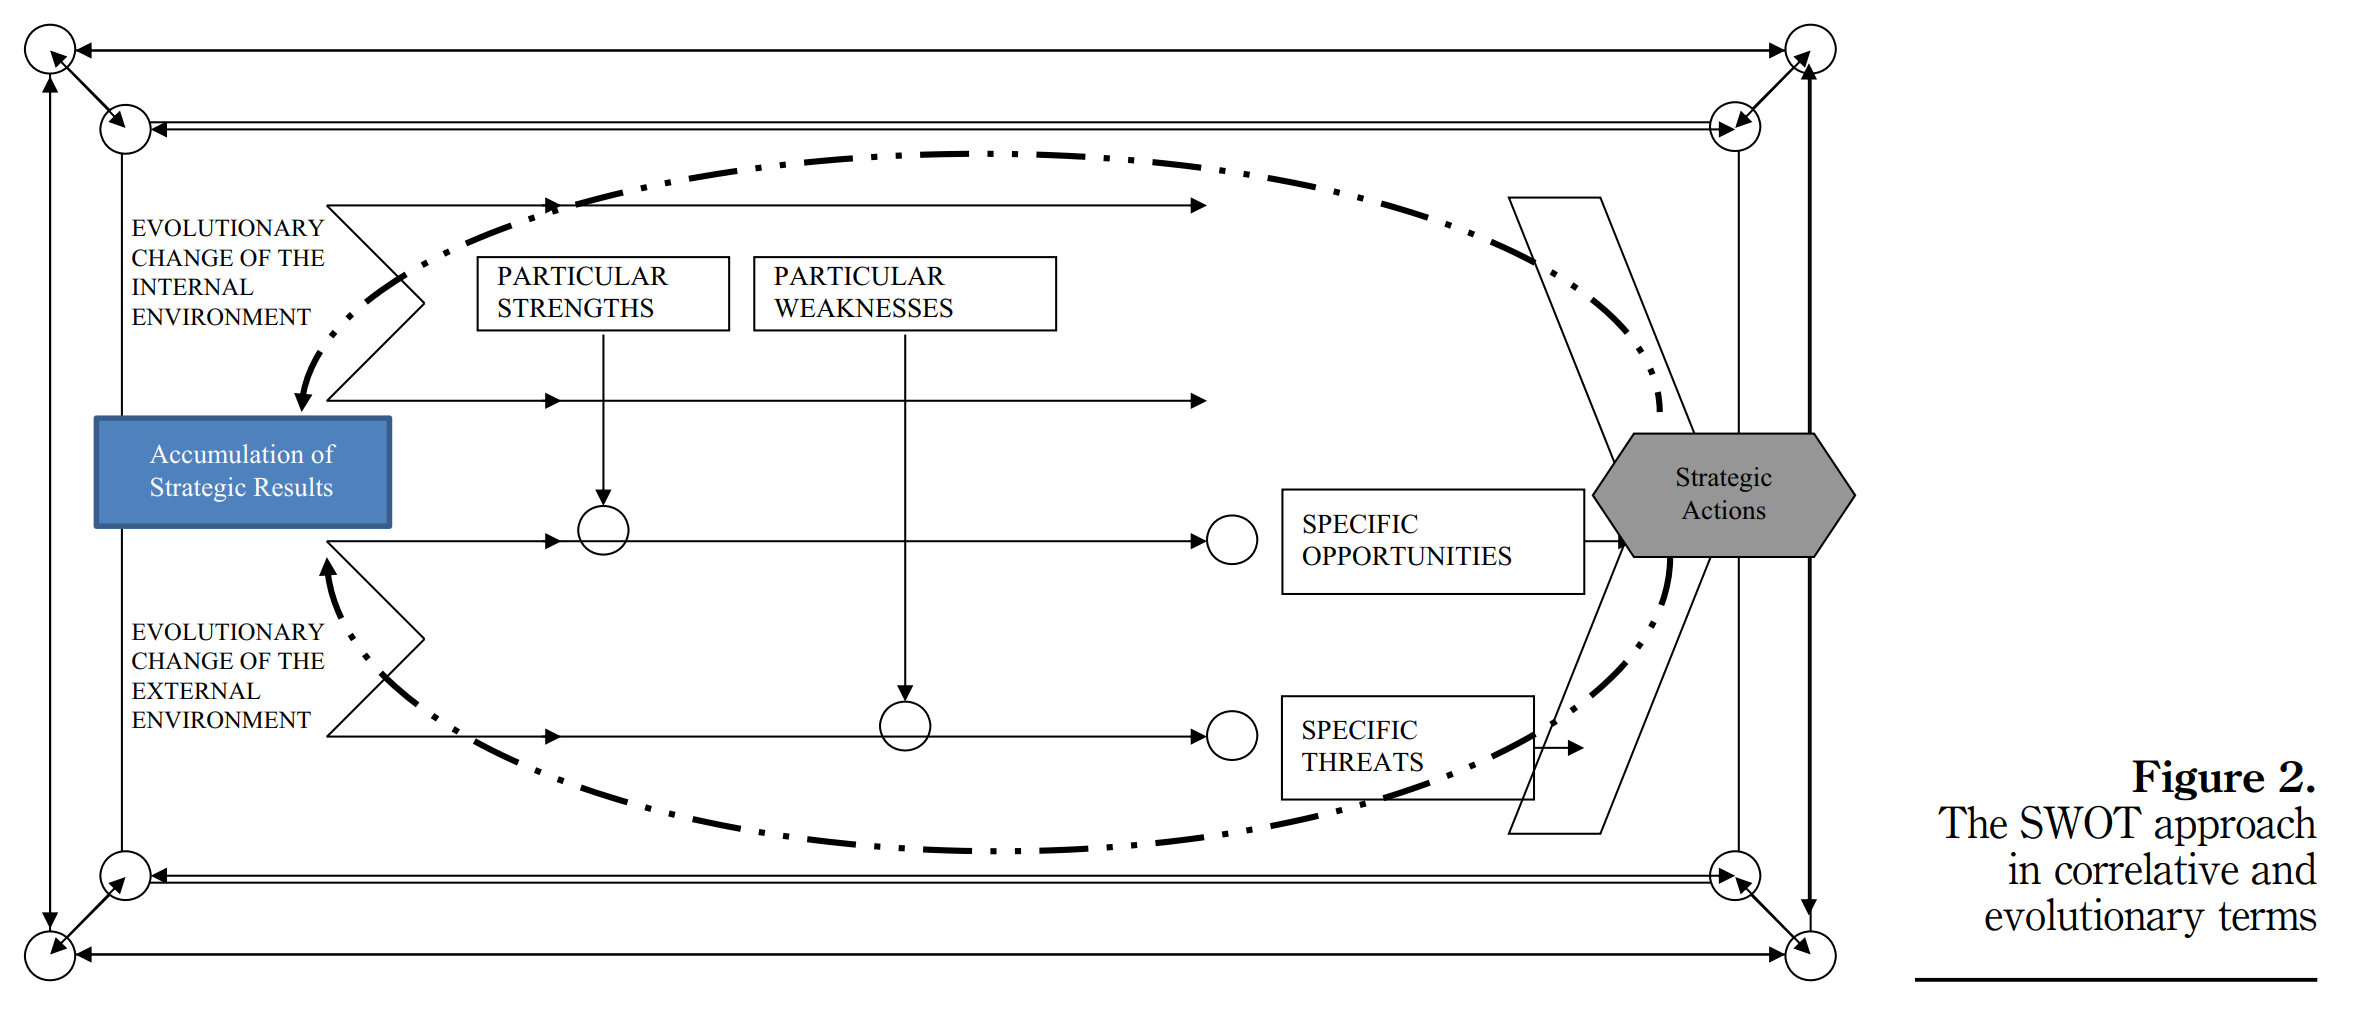 EVOLUTIONARY
CHANGE OF THE
INTERNAL
ENVIRONMENT
PARTICULAR
STRENGTHS
PARTICULAR
WEAKNESSES
Accumulation of
Strategic Results
Strategic
Actions
SPECIFIC
OPPORTUNITIES
EVOLUTIONARY
CHANGE OF THE
EXTERNAL
ENVIRONMENT
SPECIFIC
THREATS
Figure 2.
The SWOT approach
in correlative and
evolutionary terms